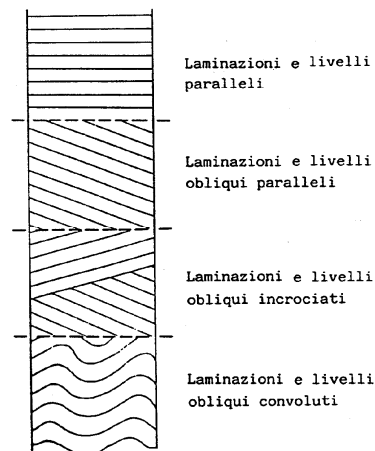 Laminazioni e livelli
paralleli
Laminazioni e livelli
obliqui paralleli
Laminazioni e livelli
obliqui incrociati
Laminazioni e livelli
obliqui convoluti